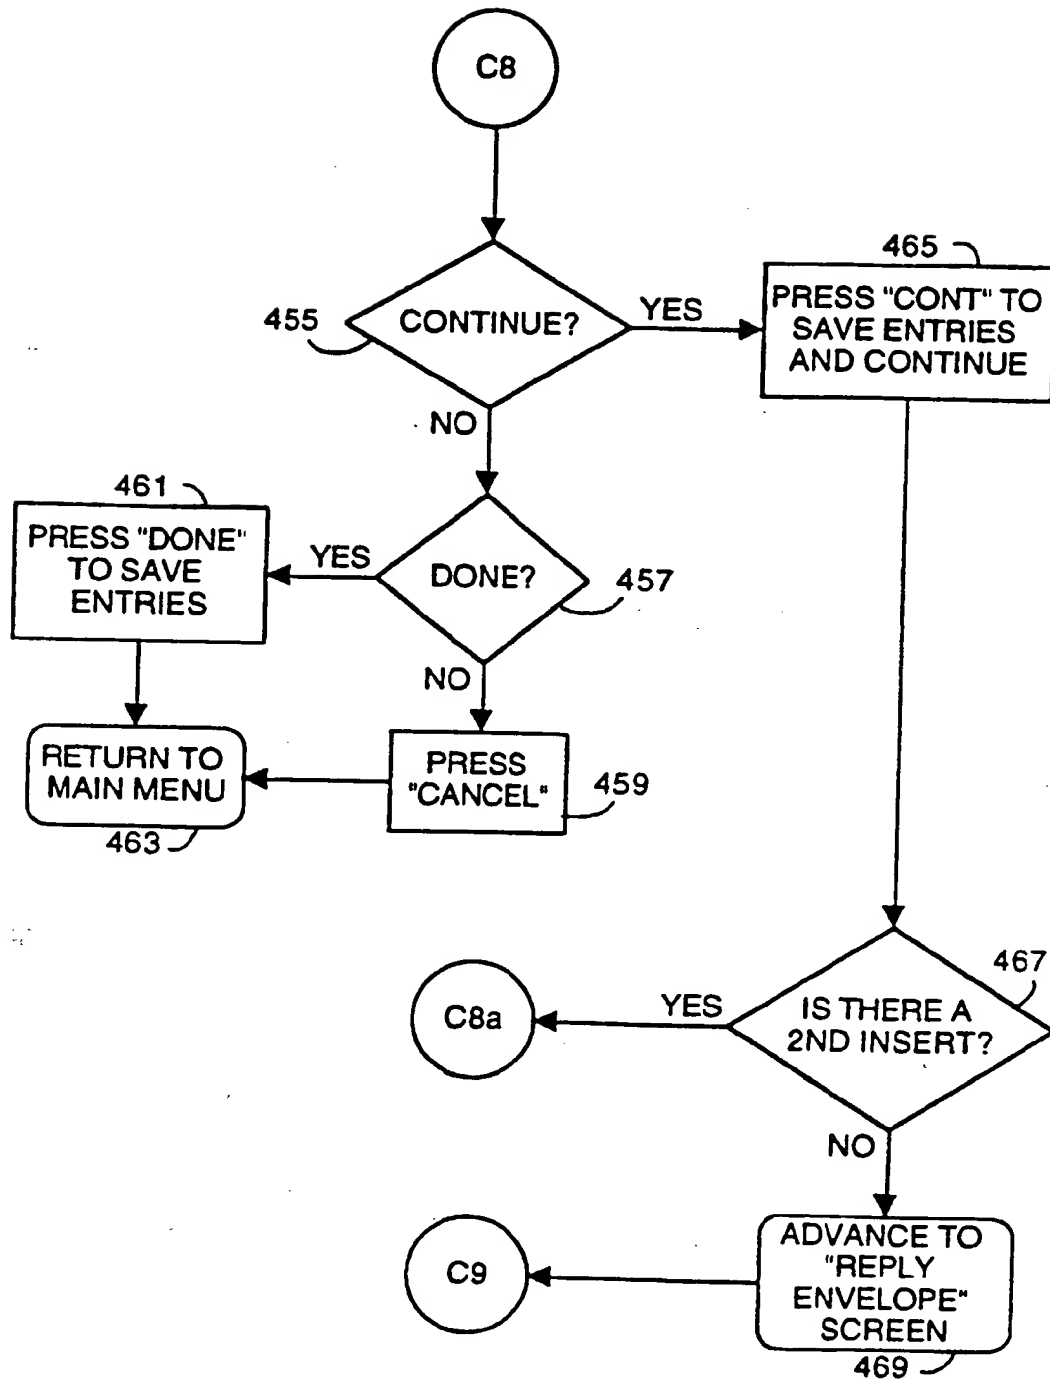 C8
465
455
CONTINUE?
YES
PRESS "CONT" TO
SAVE ENTRIES
AND CONTINUE
NO
461
PRESS "DONE"
TO SAVE
ENTRIES
YES
DONE?
457
NO
RETURN TO
MAIN MENU
463
PRESS
"CANCEL"
459
467
C8a
YES
IS THERE A
2ND INSERT?
NO
C9
ADVANCE TO
"REPLY
ENVELOPE"
SCREEN
469